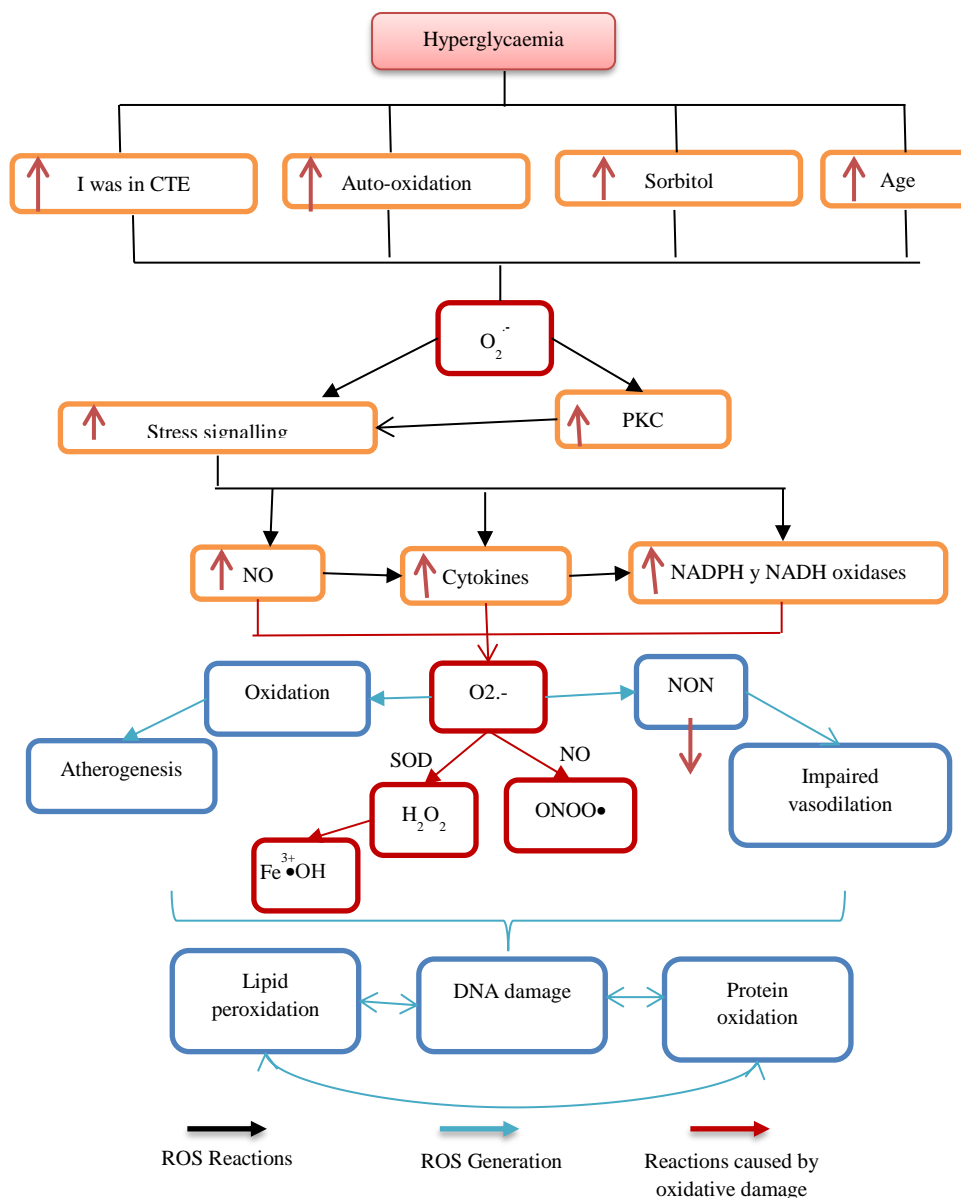 Hyperglycaemia
I was in CTE
Auto-oxidation
Sorbitol
Age
O2.-
Stress signalling
PKC
NO
Cytokines
NADPH y NADH oxidases
Oxidation
O2.-
NON
Atherogenesis
SOD
NO
Impaired
vasodilation
H2O2
ONOO●
Fe3+●OH
Lipid
peroxidation
DNA damage
Protein
oxidation
ROS Reactions
ROS Generation
Reactions caused by
oxidative damage